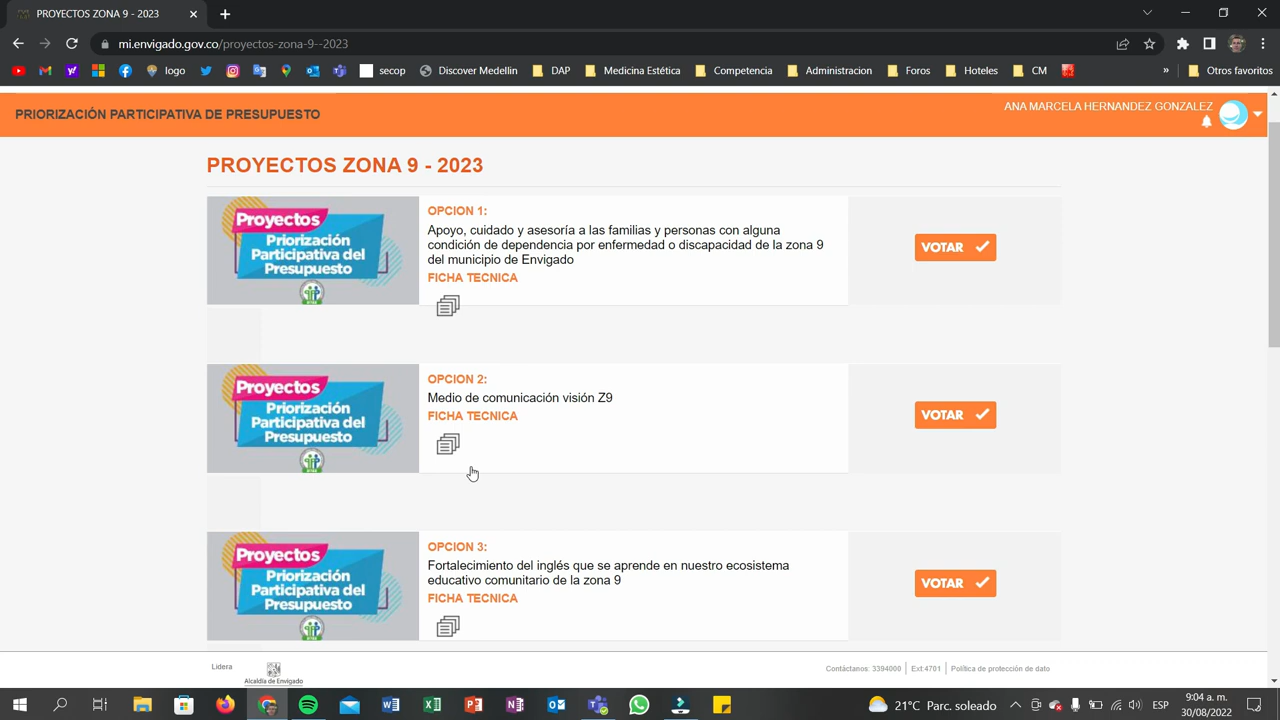 PROYECTOS ZONA 9 - 2023
mi.envigado.gov.co/proyectos-zona-9--2023
logo
secop
Discover Medellin
DAP
Medicina Estética
Competencia
Administracion
Foros
Hoteles
CM
»
Otros favoritos
PRIORIZACIÓN PARTICIPATIVA DE PRESUPUESTO
ANA MARCELA HERNANDEZ GONZALEZ
PROYECTOS ZONA 9 - 2023
Proyectos
Priorización
Participativa del
Presupuesto
OPCION 1:
Apoyo, cuidado y asesoría a las familias y personas con alguna
condición de dependencia por enfermedad o discapacidad de la zona 9
del municipio de Envigado
FICHA TECNICA
VOTAR
Proyectos
Priorización
Participativa del
Presupuesto
OPCION 2:
Medio de comunicación visión Z9
FICHA TECNICA
VOTAR
Proyectos
Priorización
Participativa del
Presupuesto
OPCION 3:
Fortalecimiento del inglés que se aprende en nuestro ecosistema
educativo comunitario de la zona 9
FICHA TECNICA
VOTAR
Lidera
Alcaldía de Envigado
Contáctanos: 3394000
Ext:4701
Política de protección de dato
21°C Parc. soleado
ESP
9:04 a. m.
30/08/2022